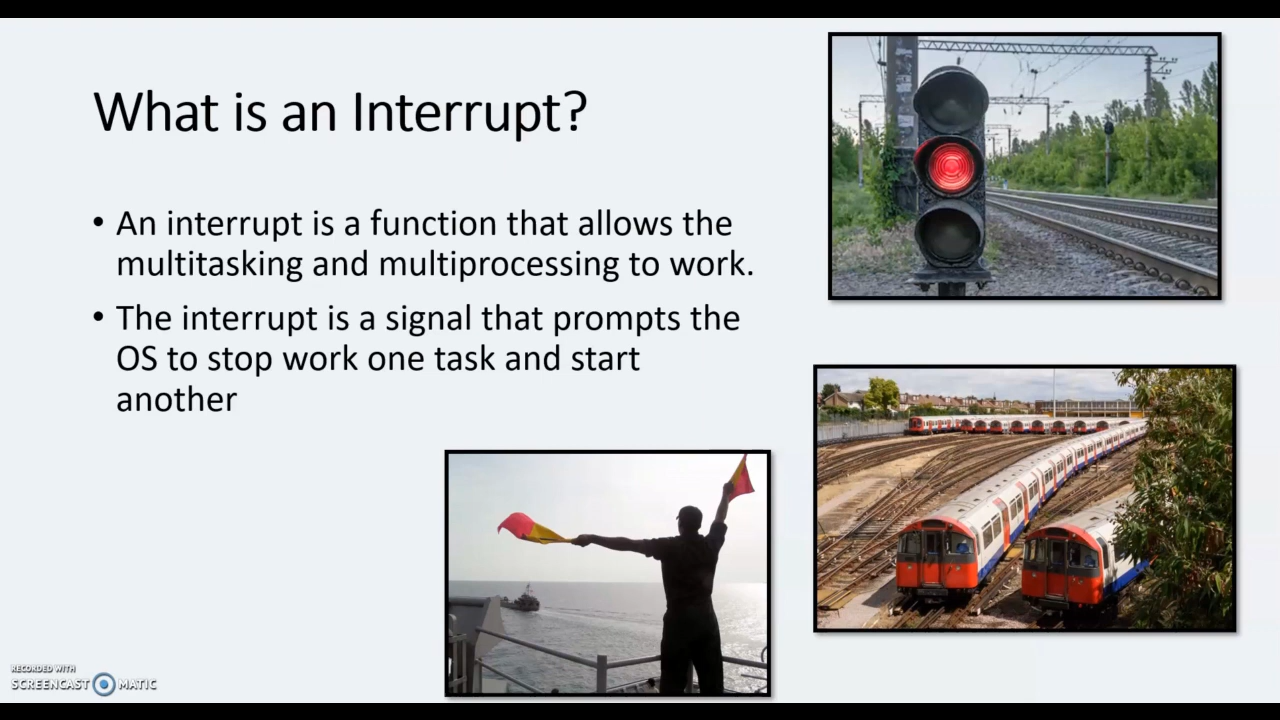 What is an Interrupt?
• An interrupt is a function that allows the
multitasking and multiprocessing to work.
• The interrupt is a signal that prompts the
OS to stop work one task and start
another
RECORDED WITH
SCREENCAST MATIC